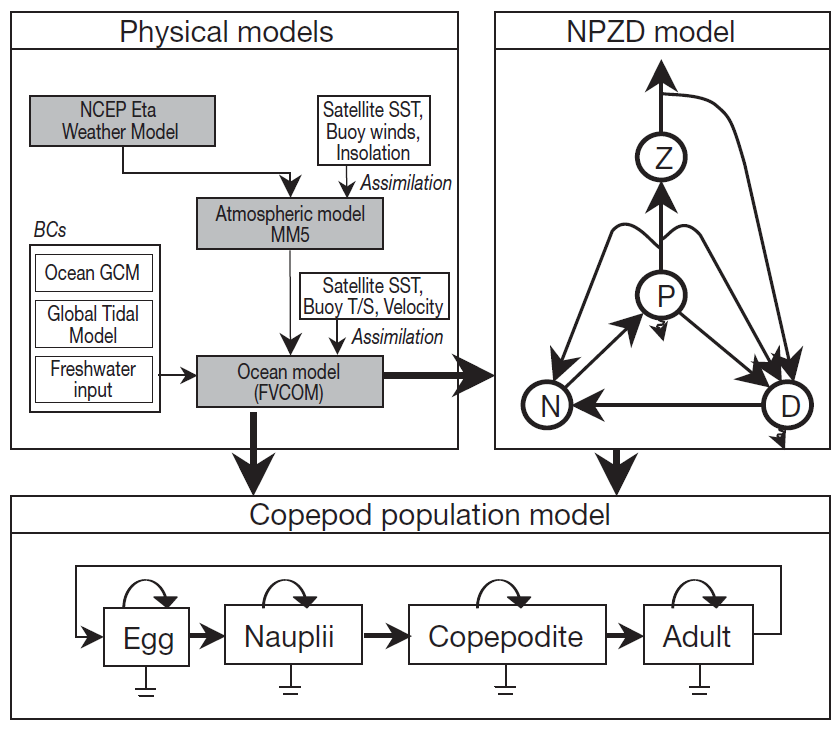 Physical models
NCEP Eta
Weather Model
Satellite SST,
Buoy winds,
Insolation
Assimilation
Atmospheric model
MM5
BCs
Ocean GCM
Global Tidal
Model
Freshwater
input
Satellite SST,
Buoy T/S, Velocity
Assimilation
Ocean model
(FVCOM)
NPZD model
Z
P
N
D
Copepod population model
Egg
Nauplii
Copepodite
Adult